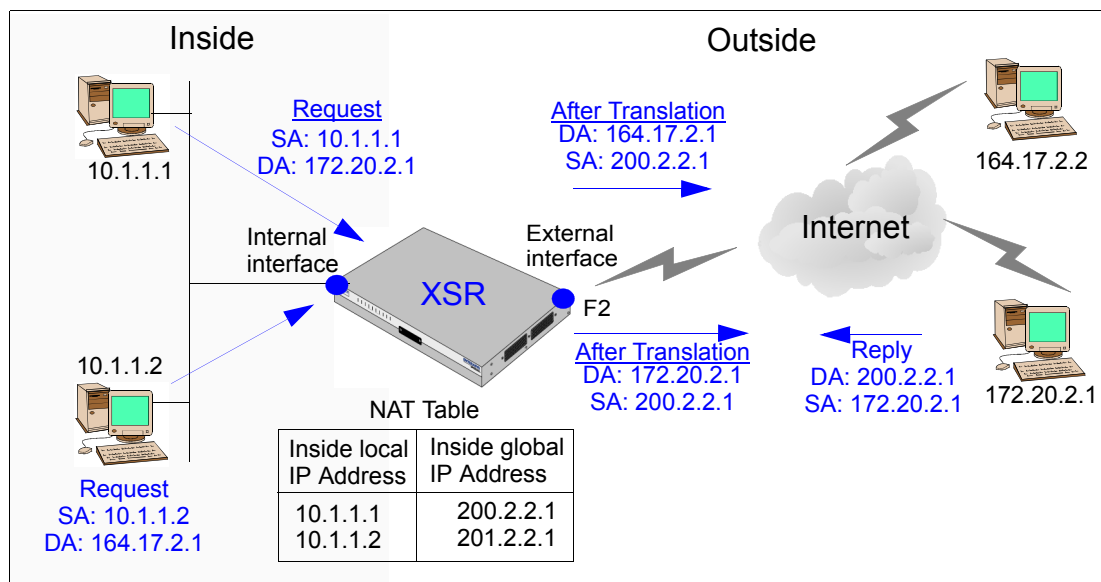 Inside
Outside
10.1.1.1
Request
SA: 10.1.1.1
DA: 172.20.2.1
After Translation
DA: 164.17.2.1
SA: 200.2.2.1
164.17.2.2
Internet
Internal
interface
External
interface
XSR
F2
10.1.1.2
After Translation
DA: 172.20.2.1
SA: 200.2.2.1
Reply
DA: 200.2.2.1
SA: 172.20.2.1
172.20.2.1
NAT Table
Inside local
IP Address
Inside global
IP Address
10.1.1.1 200.2.2.1
10.1.1.2 201.2.2.1
Request
SA: 10.1.1.2
DA: 164.17.2.1